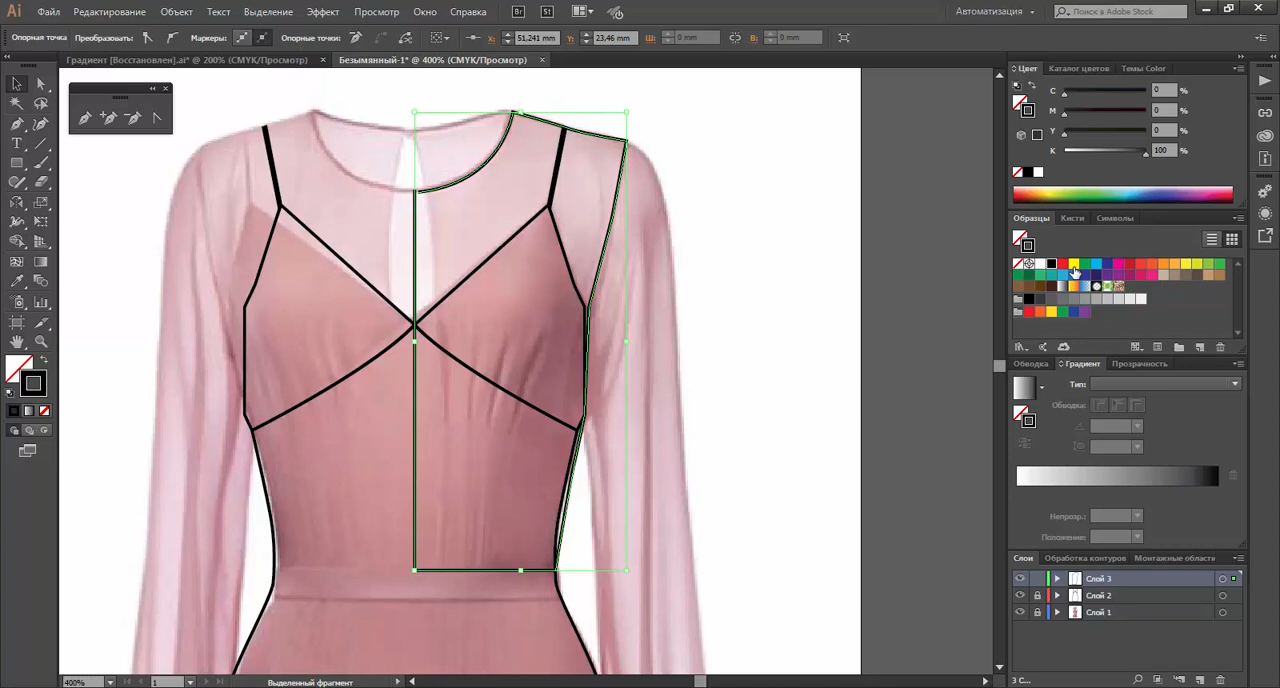 Ai Файл Редактирование Объект Текст Выделение Эффект Просмотр Окно Справка Br St Автоматизация Поиск в Adobe Stock
Опорная точка Преобразовать: Маркеры: Опорные точки: X: 51,241 mm Y: 23,46 mm Ш: 0 mm В: 0 mm
Градиент [Восстановлен].ai* @ 200% (CMYK/Просмотр) × Безымянный-1* @ 400% (CMYK/Просмотр) ×
Цвет Каталог цветов Темы Color
C 0 %
M 0 %
Y 0 %
K 100 %
Образцы Кисти Символы
Обводка Градиент Прозрачность
Тип:
Обводка:
Непрозр.:
Положение:
Слои Обработка контуров Монтажные области
Слой 3
Слой 2
Слой 1
3 С...
400% 1 Выделенный фрагмент